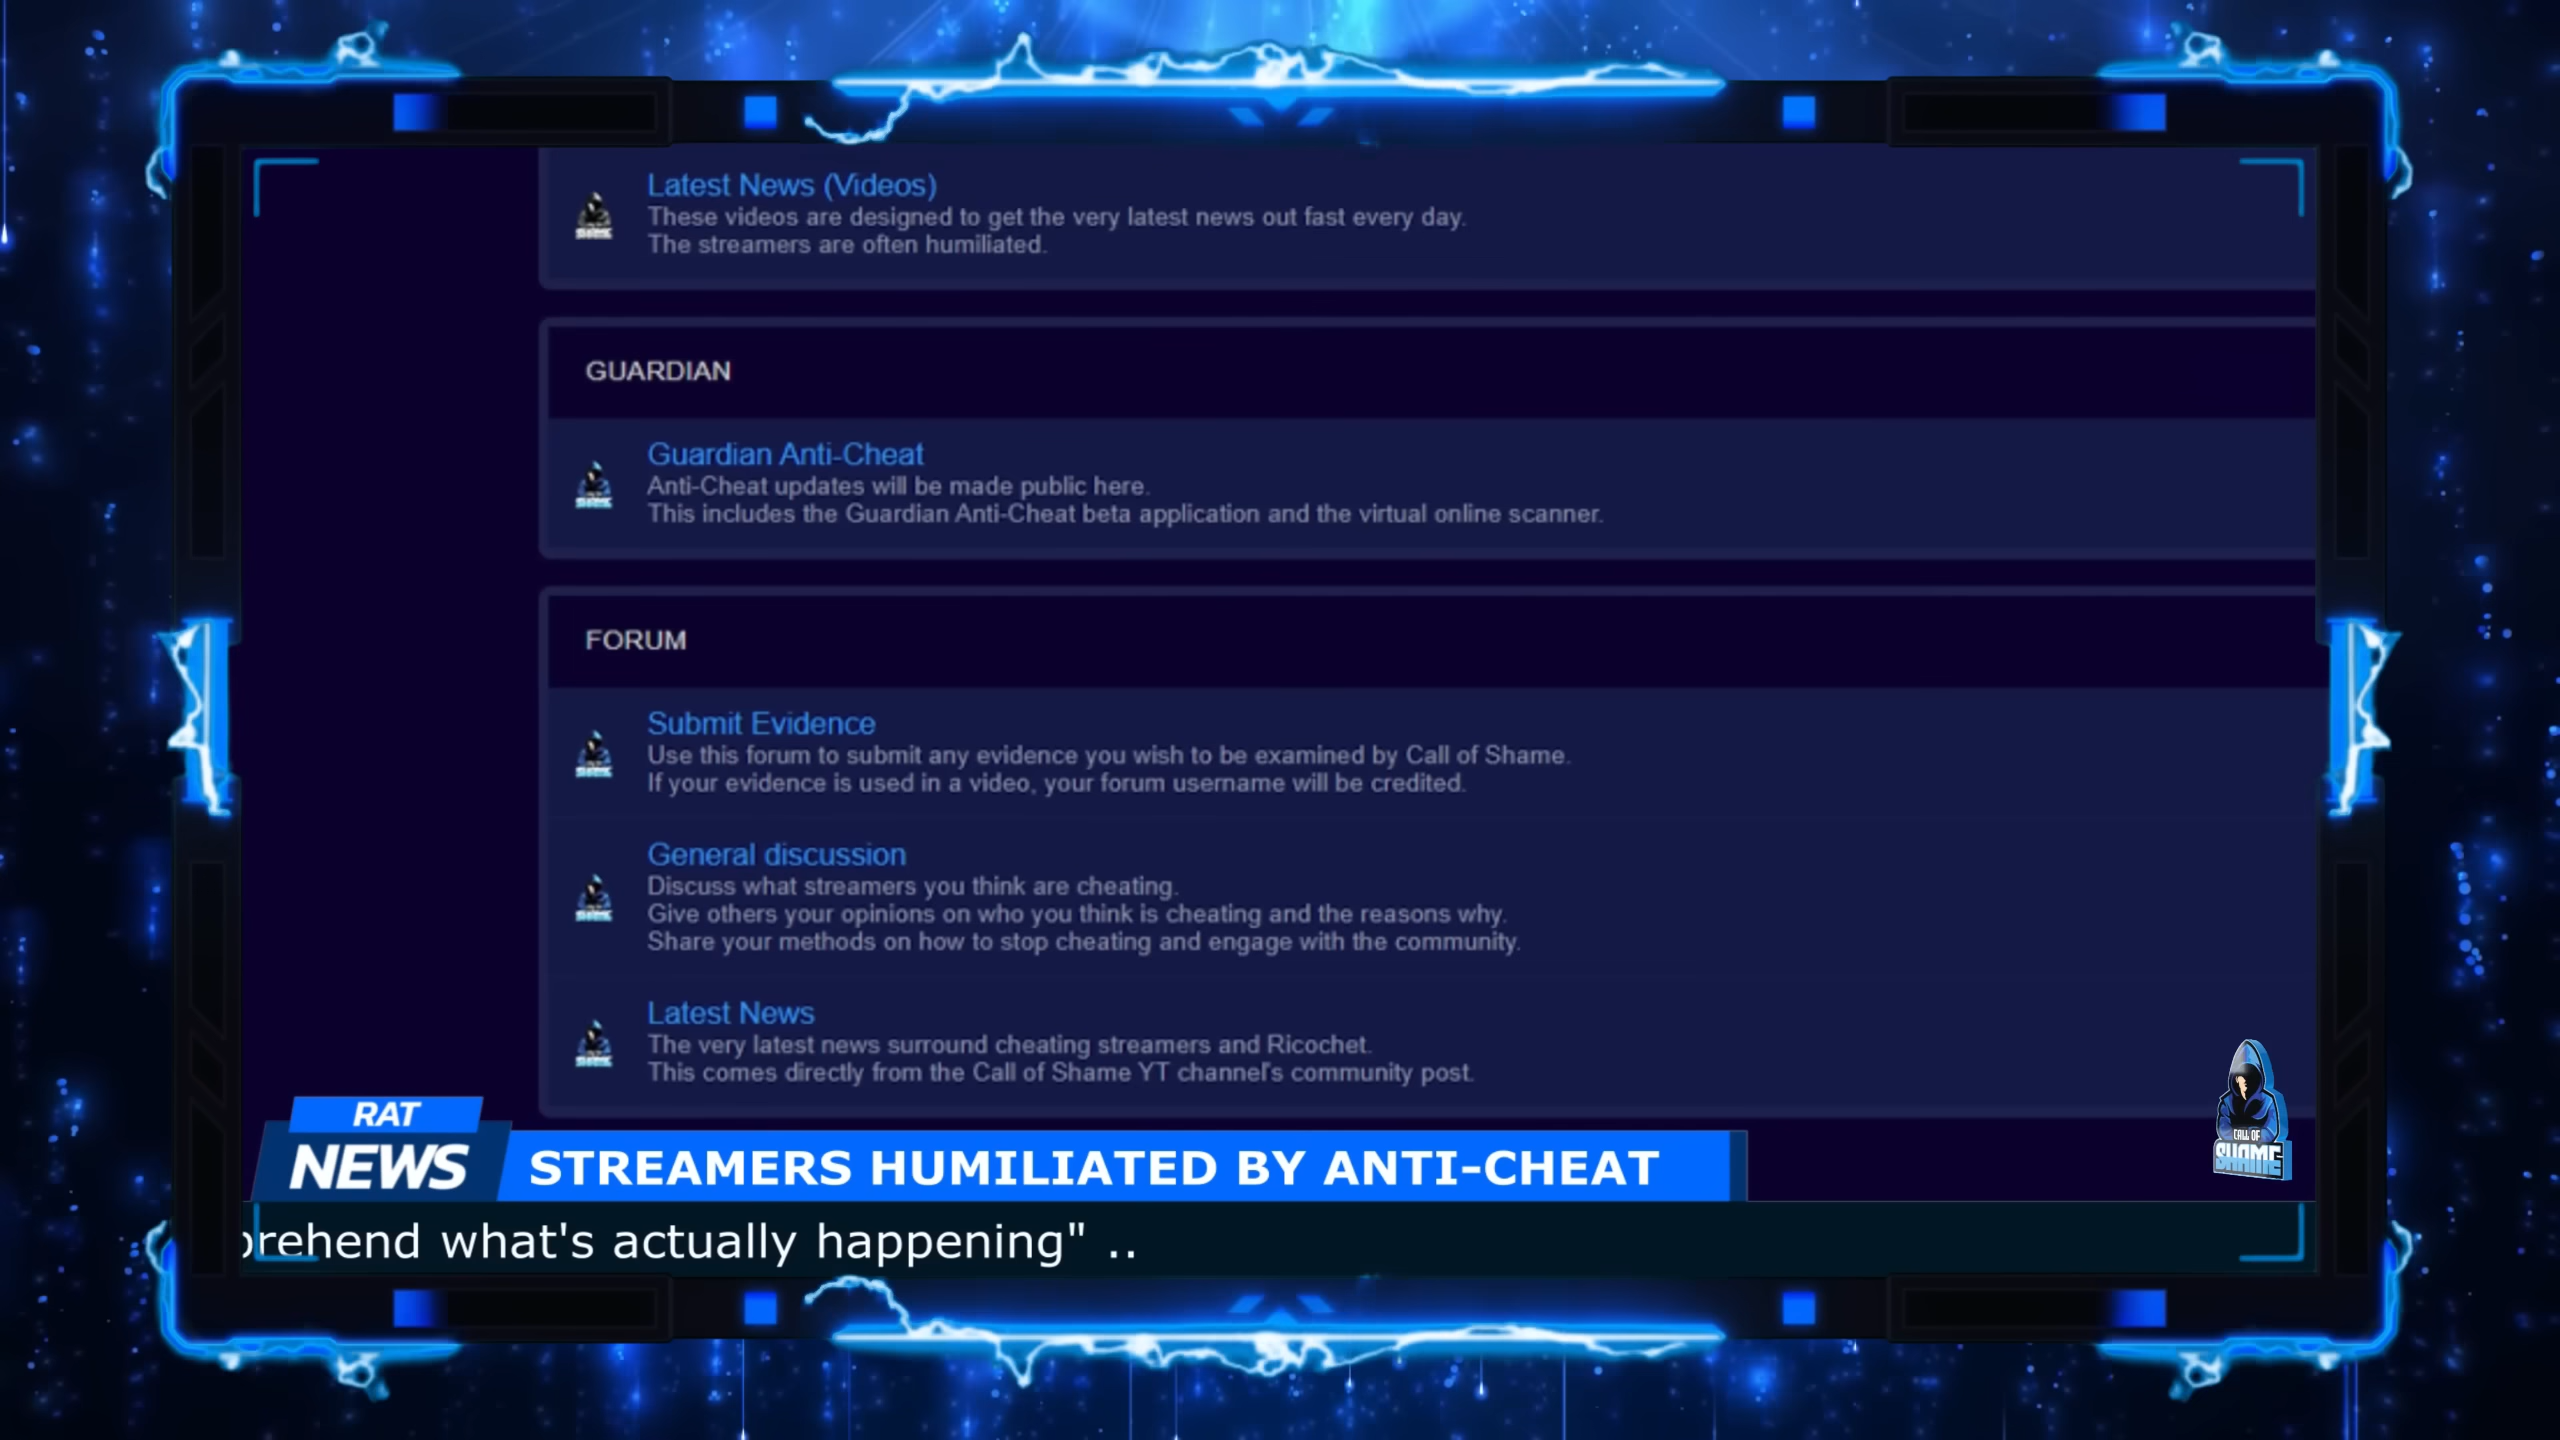 Latest News (Videos)
These videos are designed to get the very latest news out fast every day.
The streamers are often humiliated.
GUARDIAN
Guardian Anti-Cheat
Anti-Cheat updates will be made public here.
This includes the Guardian Anti-Cheat beta application and the virtual online scanner.
FORUM
Submit Evidence
Use this forum to submit any evidence you wish to be examined by Call of Shame.
If your evidence is used in a video, your forum username will be credited.
General discussion
Discuss what streamers you think are cheating.
Give others your opinions on who you think is cheating and the reasons why.
Share your methods on how to stop cheating and engage with the community.
Latest News
The very latest news surround cheating streamers and Ricochet.
This comes directly from the Call of Shame YT channel's community post.
CALL OF
SHAME
RAT
NEWS
STREAMERS HUMILIATED BY ANTI-CHEAT
prehend what's actually happening" ..